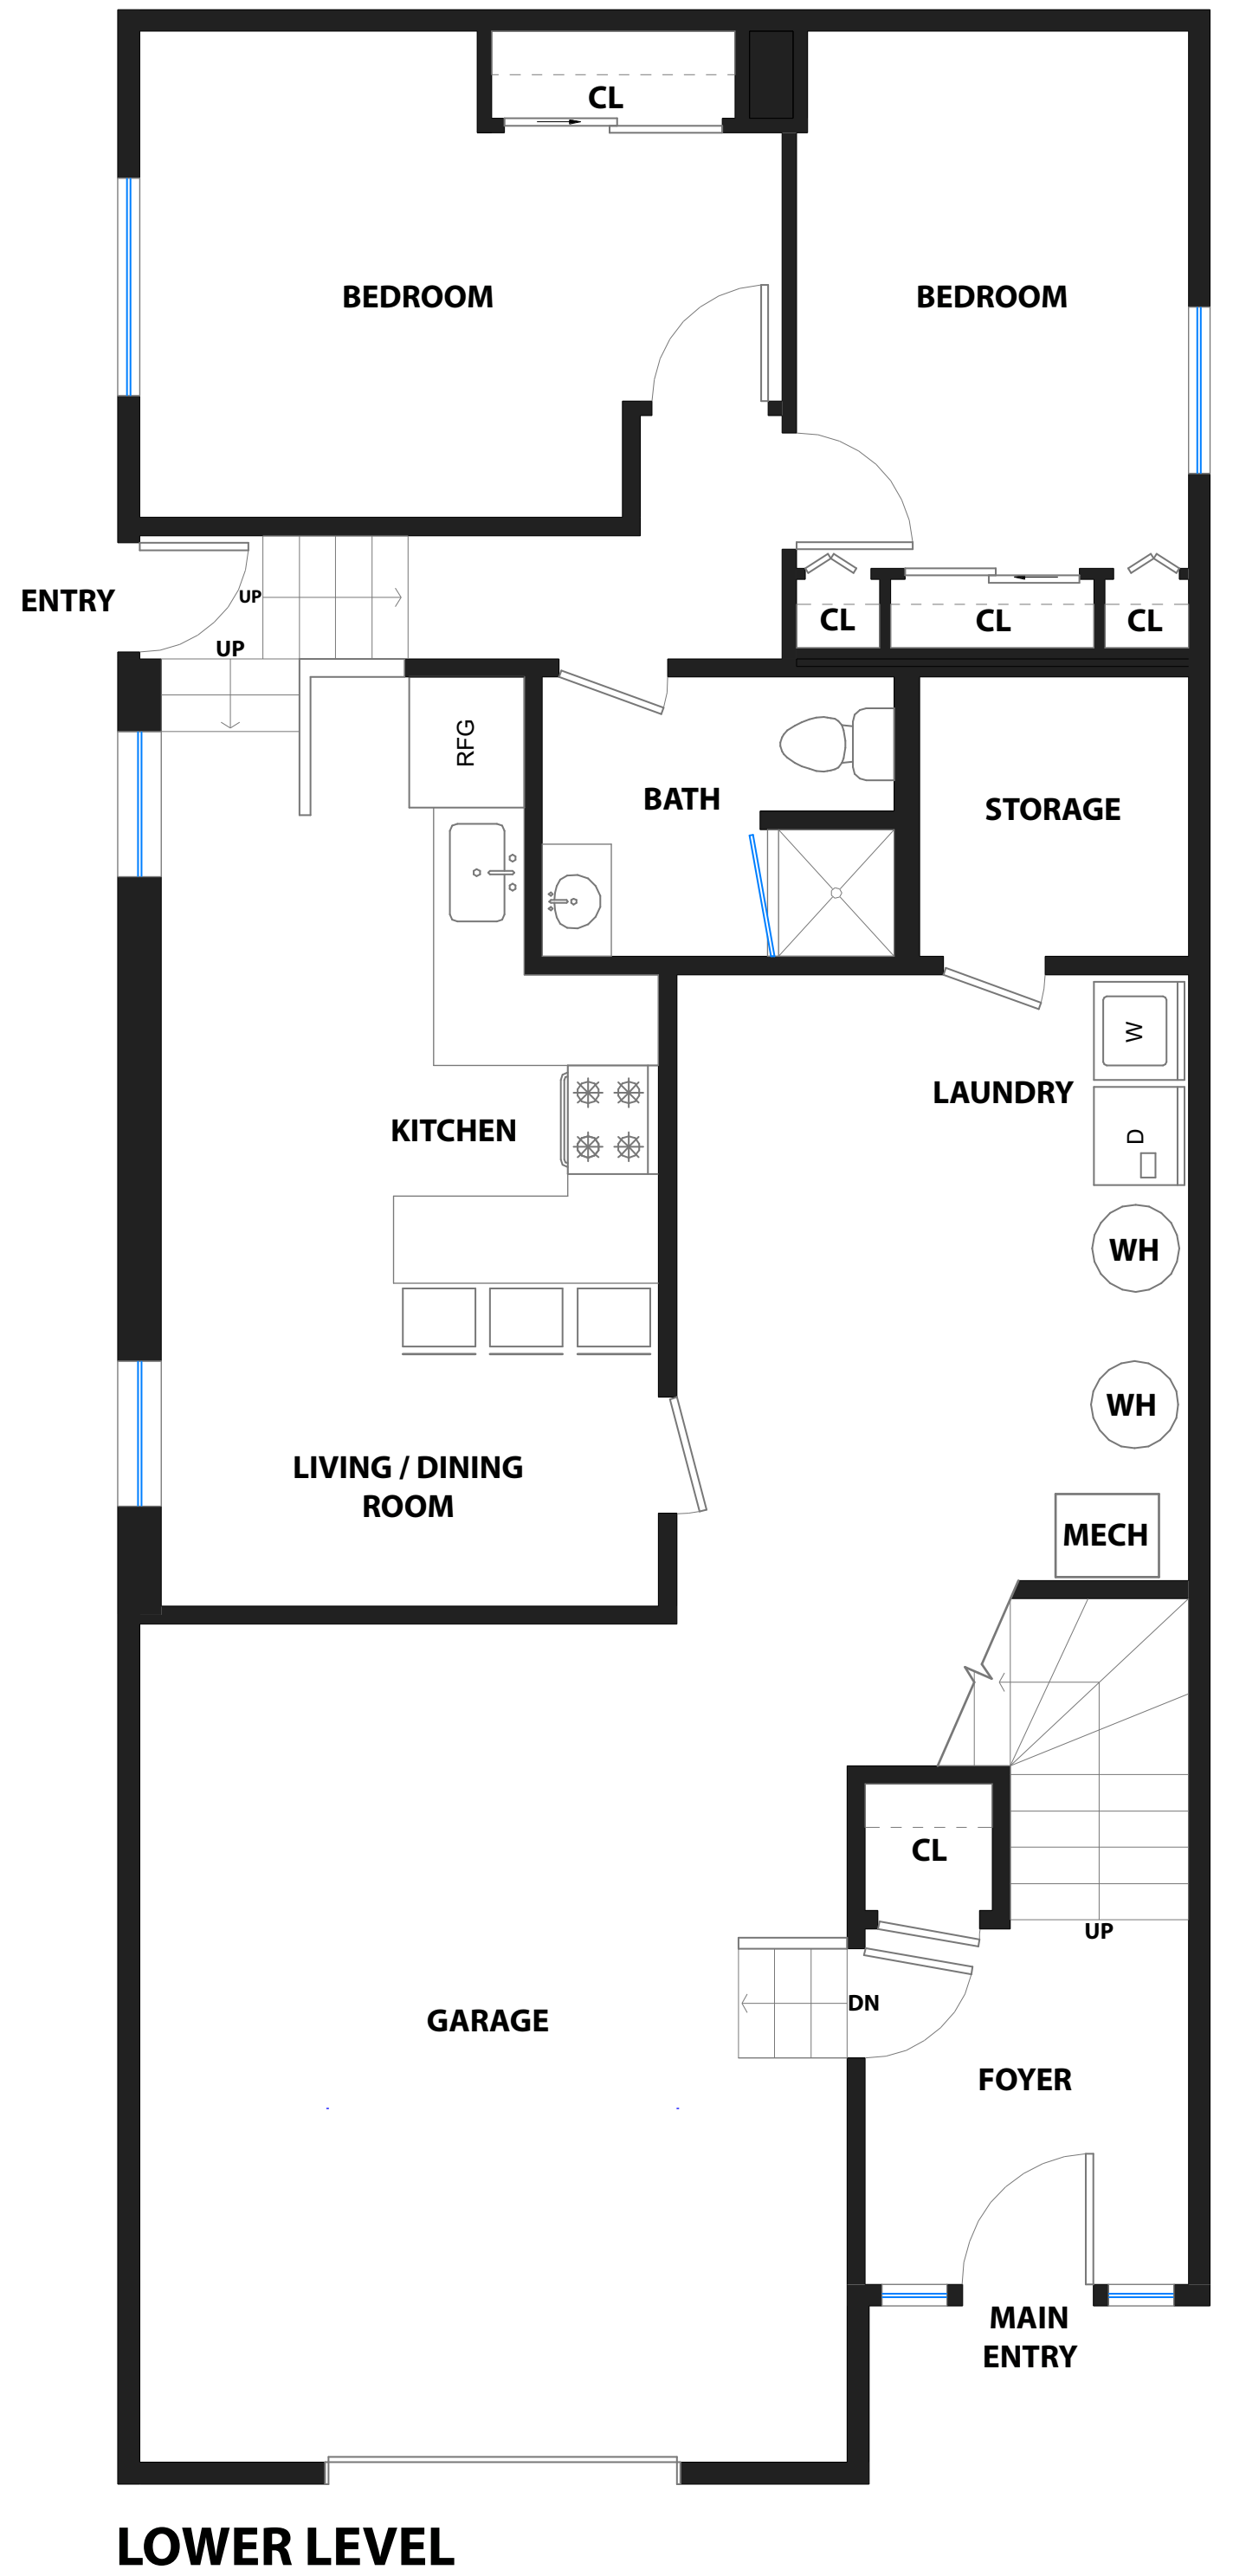 CL
BEDROOM
BEDROOM
ENTRY
UP
UP
CL
CL
CL
RFG
BATH
STORAGE
W
LAUNDRY
D
KITCHEN
WH
WH
LIVING / DINING
ROOM
MECH
CL
UP
DN
GARAGE
FOYER
MAIN
ENTRY
LOWER LEVEL